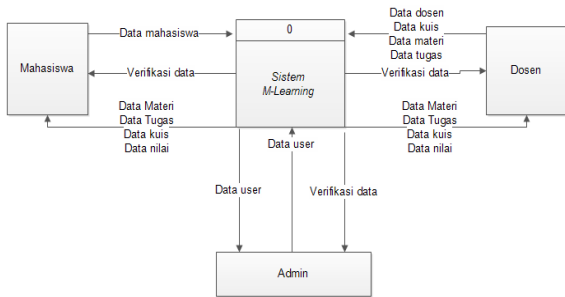 Data dosen
Data kuis
Data materi
Data tugas
0
Data mahasiswa
Mahasiswa
Verifikasi data
Sistem
M-Learning
Verifikasi data
Dosen
Data Materi
Data Tugas
Data kuis
Data nilai
Data Materi
Data Tugas
Data kuis
Data nilai
Data user
Data user
Verifikasi data
Admin